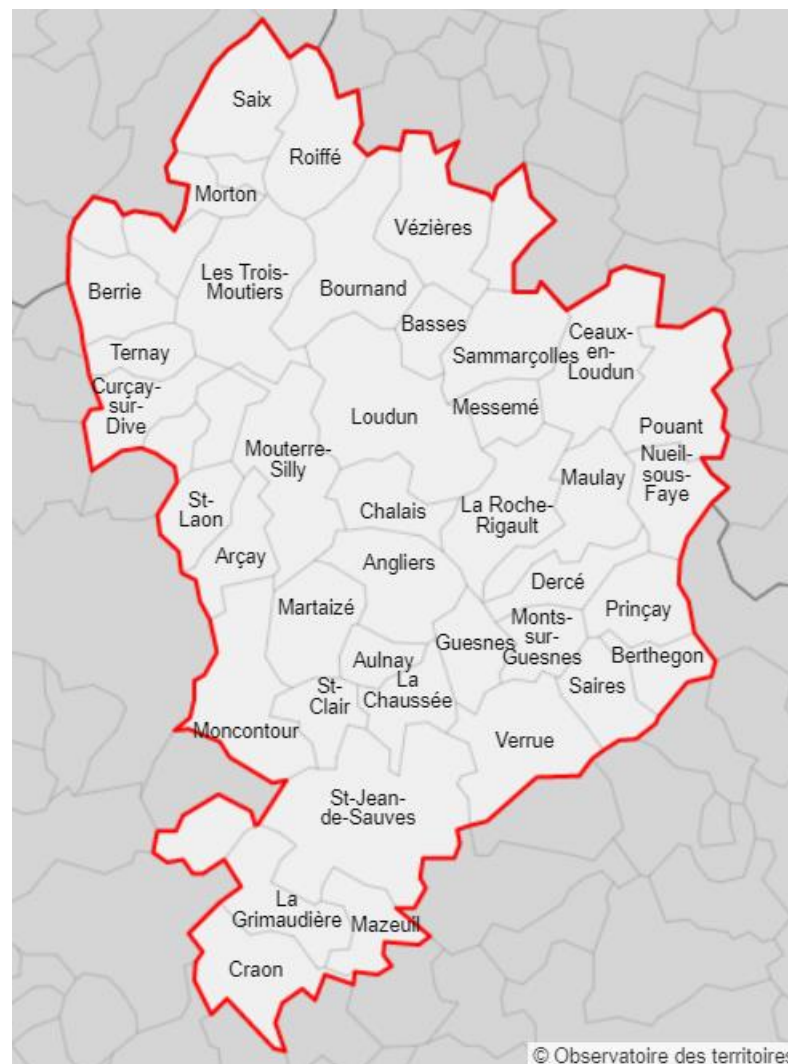 Saix
Roiffé
Morton
Vézières
Les Trois-
Moutiers
Bournand
Berrie
Basses
Ternay
Sammarçolles
Ceaux-
en-
Loudun
Curçay-
sur-
Dive
Loudun
Messemé
Pouant
Mouterre-
Silly
Nueil-
sous-
Faye
Maulay
St-
Laon
Chalais
La Roche-
Rigault
Arçay
Angliers
Dercé
Martaizé
Prinçay
Monts-
sur-
Guesnes
Guesnes
Berthegon
Aulnay
La
Chaussée
St-
Clair
Saires
Moncontour
Verrue
St-Jean-
de-Sauves
La
Grimaudière
Mazeuil
Craon
© Observatoire des territoires